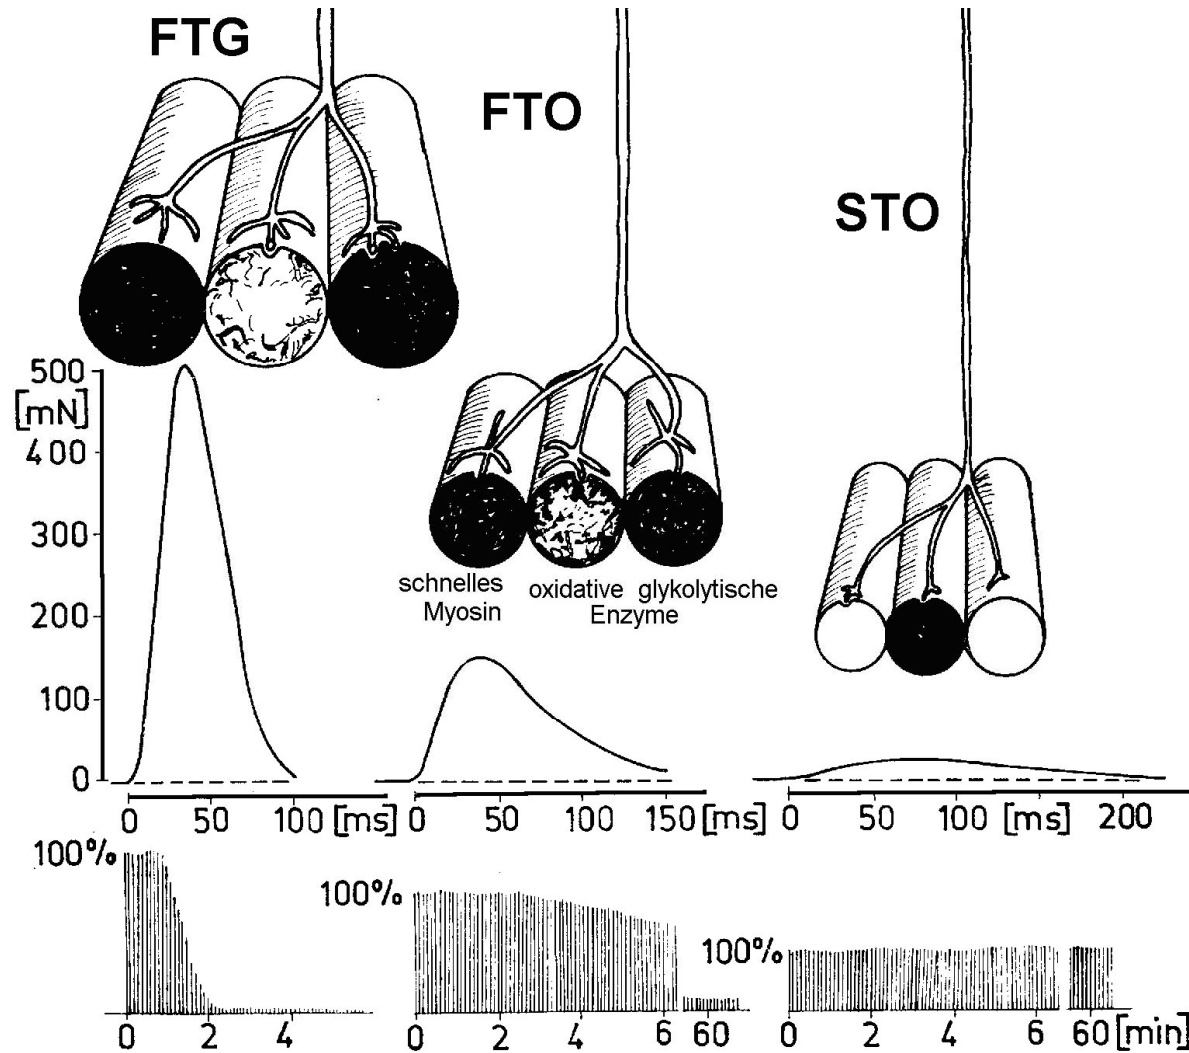 FTG
FTO
STO
500
[mN]
400
300
200
100
0
schnelles oxidative glykolytische
Myosin Enzyme
0 50 100 [ms] 0 50 100 150 [ms] 0 50 100 [ms] 200
100%
100%
100%
0 2 4 0 2 4 6 60 0 2 4 6 60 [min]